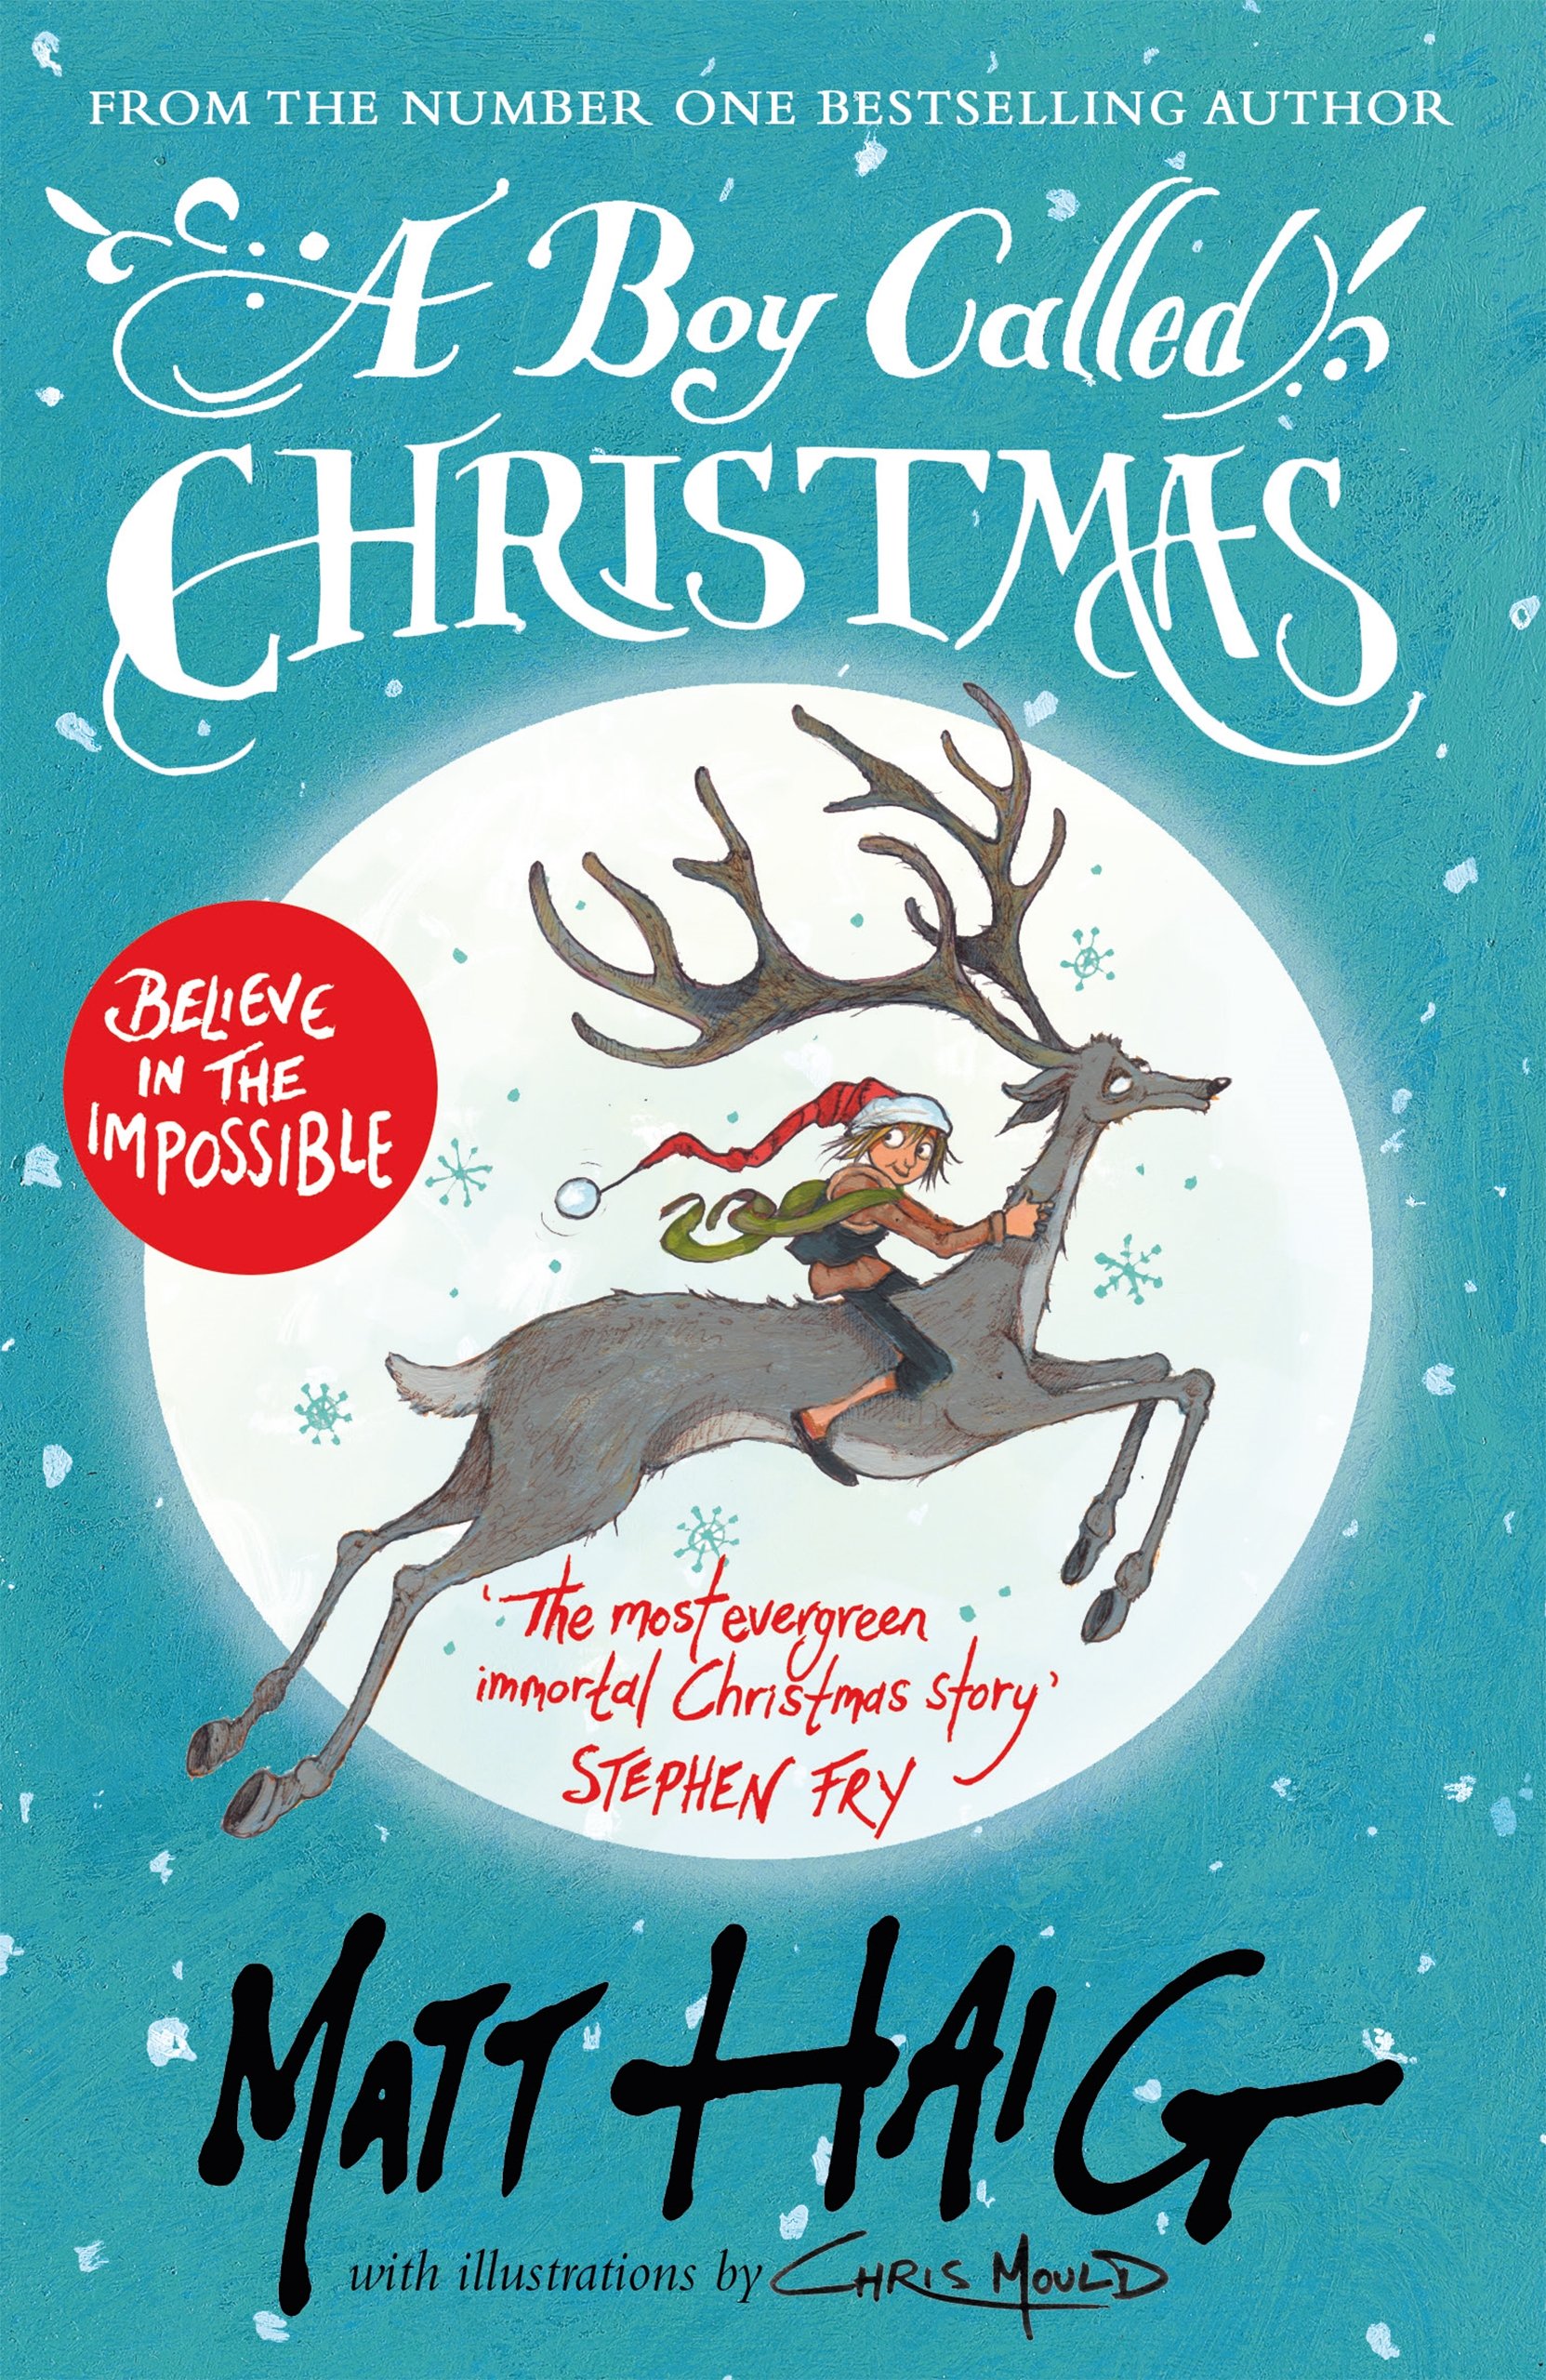 FROM THE NUMBER ONE BESTSELLING AUTHOR
A Boy Called
CHRISTMAS
BELIEVE
IN THE
IMPOSSIBLE
'The most evergreen
immortal Christmas story'
STEPHEN FRY
MATT HAIG
with illustrations by CHRIS MOULD